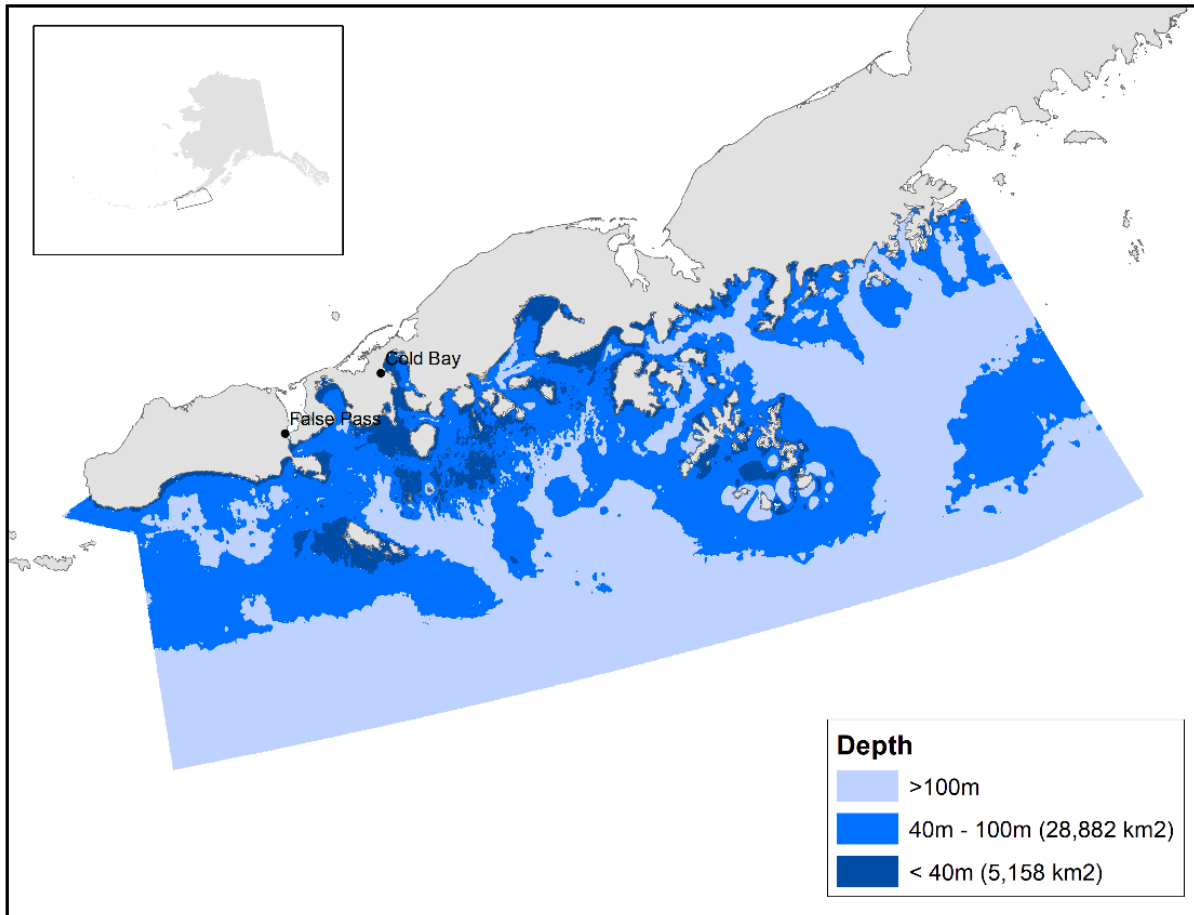 Cold Bay
False Pass
Depth
>100m
40m - 100m (28,882 km2)
< 40m (5,158 km2)